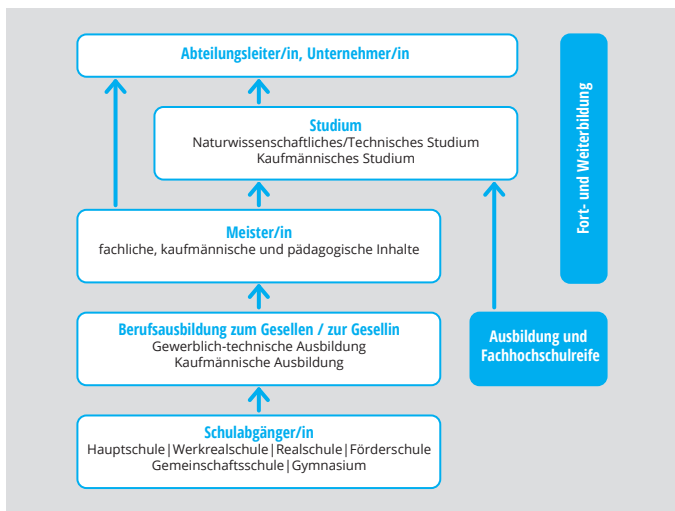 Abteilungsleiter/in, Unternehmer/in
Studium
Naturwissenschaftliches/Technisches Studium
Kaufmännisches Studium
Meister/in
fachliche, kaufmännische und pädagogische Inhalte
Berufsausbildung zum Gesellen / zur Gesellin
Gewerblich-technische Ausbildung
Kaufmännische Ausbildung
Schulabgänger/in
Hauptschule|Werkrealschule|Realschule|Förderschule
Gemeinschaftsschule|Gymnasium
Fort- und Weiterbildung
Ausbildung und
Fachhochschulreife